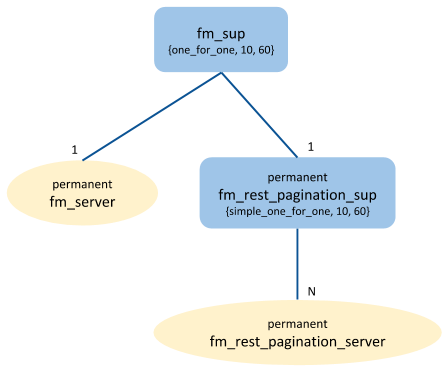 fm_sup
{one_for_one, 10, 60}
1
1
permanent
fm_server
permanent
fm_rest_pagination_sup
{simple_one_for_one, 10, 60}
N
permanent
fm_rest_pagination_server